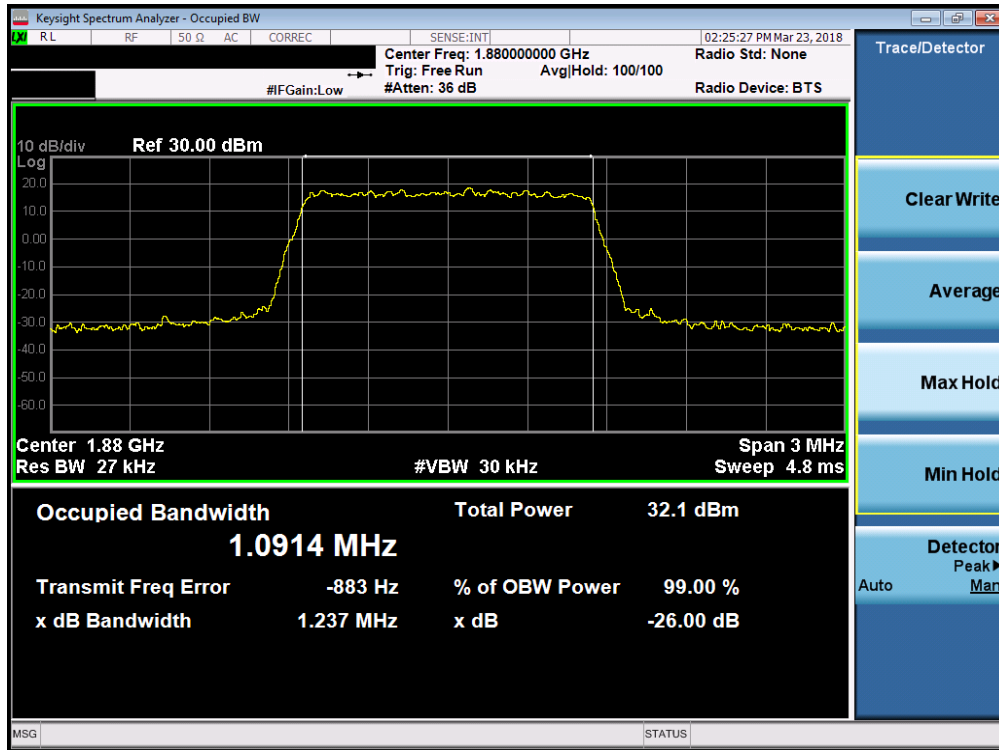 Keysight Spectrum Analyzer - Occupied BW
LXI RL RF 50 Ω AC CORREC SENSE:INT 02:25:27 PM Mar 23, 2018
Center Freq: 1.880000000 GHz Radio Std: None
Trig: Free Run Avg|Hold: 100/100
#IFGain:Low #Atten: 36 dB Radio Device: BTS
10 dB/div Ref 30.00 dBm
Log
20.0
10.0
0.00
-10.0
-20.0
-30.0
-40.0
-50.0
-60.0
Center 1.88 GHz Span 3 MHz
Res BW 27 kHz #VBW 30 kHz Sweep 4.8 ms
Occupied Bandwidth Total Power 32.1 dBm
1.0914 MHz
Transmit Freq Error -883 Hz % of OBW Power 99.00 %
x dB Bandwidth 1.237 MHz x dB -26.00 dB
MSG STATUS
Trace/Detector
Clear Write
Average
Max Hold
Min Hold
Detector
Peak▶
Auto Man